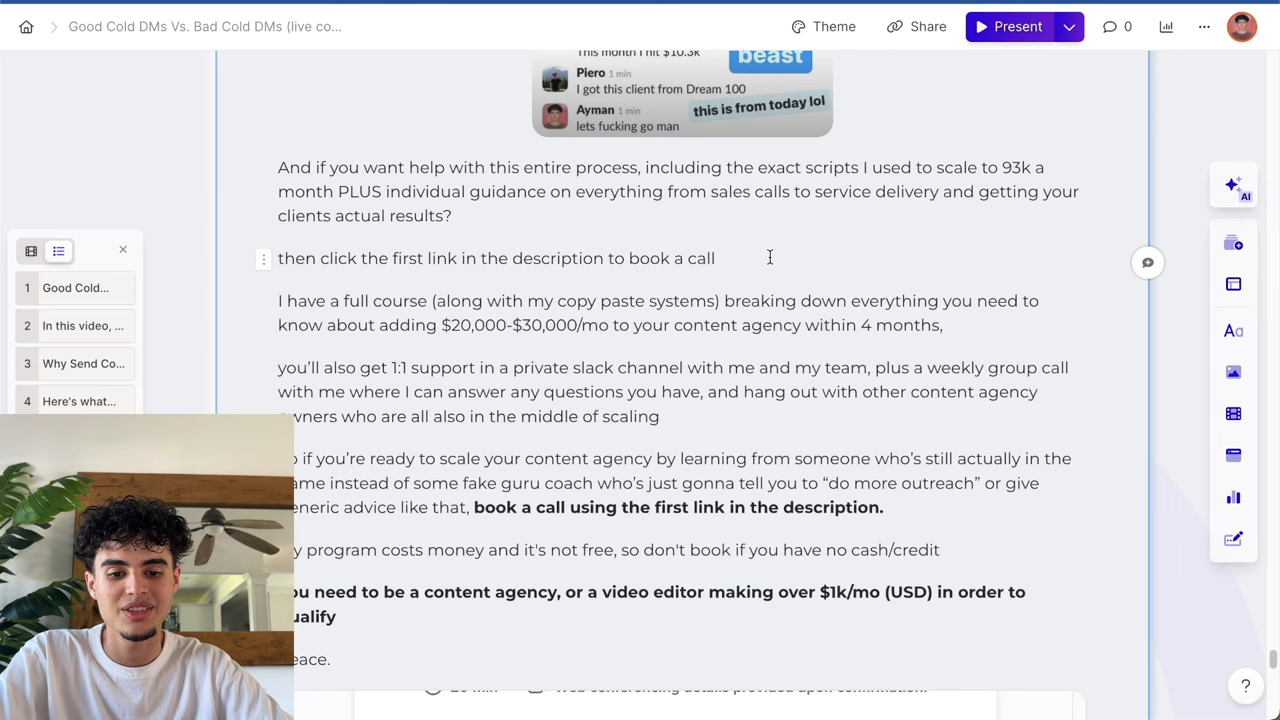 Good Cold DMs Vs. Bad Cold DMs (live co...
Theme
Share
Present
0
This month I hit $10.3k
beast
Piero 1 min
I got this client from Dream 100
this is from today lol
Ayman 1 min
lets fucking go man
And if you want help with this entire process, including the exact scripts I used to scale to 93k a
month PLUS individual guidance on everything from sales calls to service delivery and getting your
clients actual results?
then click the first link in the description to book a call
I have a full course (along with my copy paste systems) breaking down everything you need to
know about adding $20,000-$30,000/mo to your content agency within 4 months,
you’ll also get 1:1 support in a private slack channel with me and my team, plus a weekly group call
with me where I can answer any questions you have, and hang out with other content agency
owners who are all also in the middle of scaling
if you’re ready to scale your content agency by learning from someone who’s still actually in the
game instead of some fake guru coach who’s just gonna tell you to “do more outreach” or give
generic advice like that, book a call using the first link in the description.
y program costs money and it's not free, so don't book if you have no cash/credit
you need to be a content agency, or a video editor making over $1k/mo (USD) in order to
qualify
peace.
Web conferencing details provided upon confirmation.
1 Good Cold...
2 In this video, ...
3 Why Send Co...
4 Here's what...
AI
Aa
?